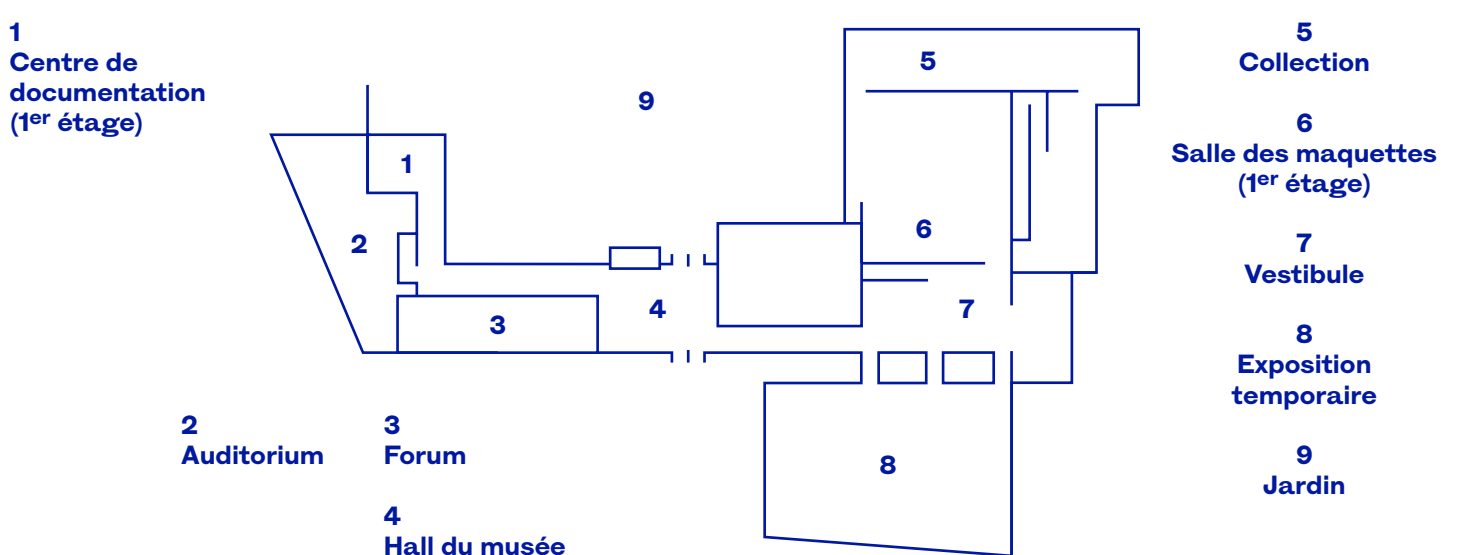 1
Centre de
documentation
(1er étage)
2
Auditorium
3
Forum
4
Hall du musée
5
Collection
6
Salle des maquettes
(1er étage)
7
Vestibule
8
Exposition
temporaire
9
Jardin
1
2
3
4
5
6
7
8
9